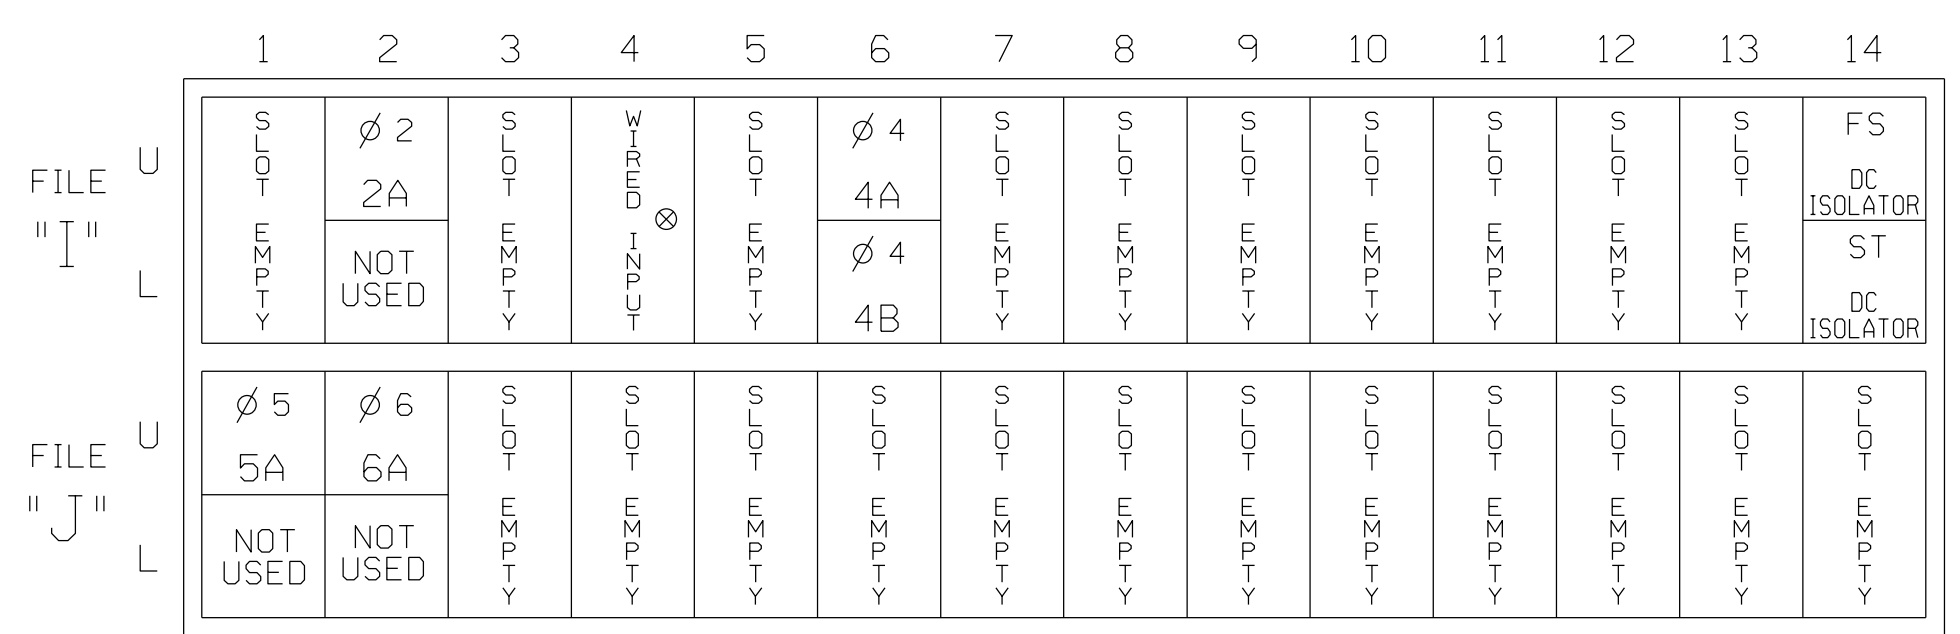 1 2 3 4 5 6 7 8 9 10 11 12 13 14
FILE
"I"
U
L
SLOT EMPTY
Ø 2
2A
NOT
USED
SLOT EMPTY
WIRED INPUT
SLOT EMPTY
Ø 4
4A
Ø 4
4B
SLOT EMPTY
SLOT EMPTY
SLOT EMPTY
SLOT EMPTY
SLOT EMPTY
SLOT EMPTY
SLOT EMPTY
FS
DC
ISOLATOR
ST
DC
ISOLATOR
FILE
"J"
U
L
Ø 5
5A
NOT
USED
Ø 6
6A
NOT
USED
SLOT EMPTY
SLOT EMPTY
SLOT EMPTY
SLOT EMPTY
SLOT EMPTY
SLOT EMPTY
SLOT EMPTY
SLOT EMPTY
SLOT EMPTY
SLOT EMPTY
SLOT EMPTY
SLOT EMPTY